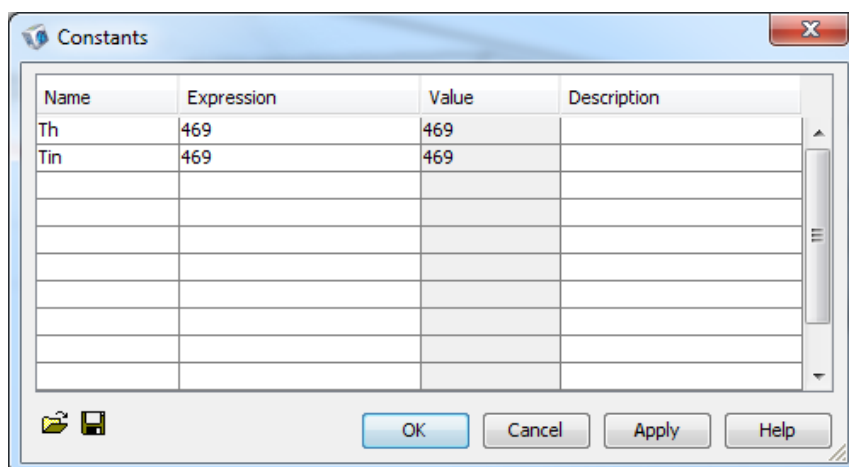 Constants
Name Expression Value Description
Th 469 469
Tin 469 469
OK Cancel Apply Help